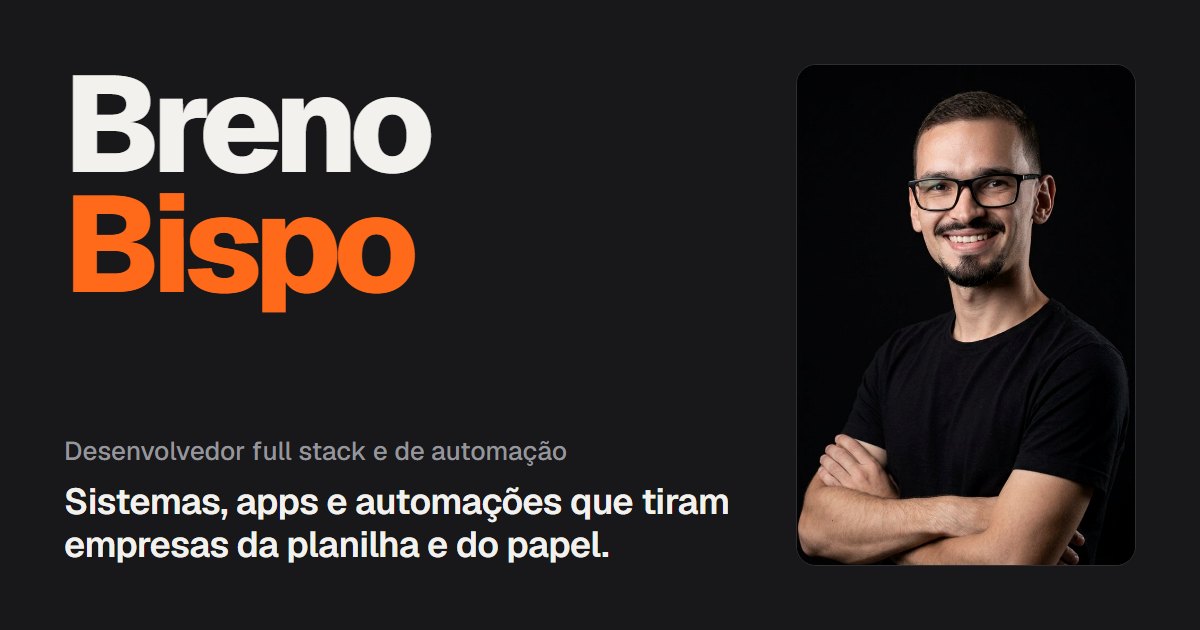 Breno
Bispo
Desenvolvedor full stack e de automação
Sistemas, apps e automações que tiram
empresas da planilha e do papel.